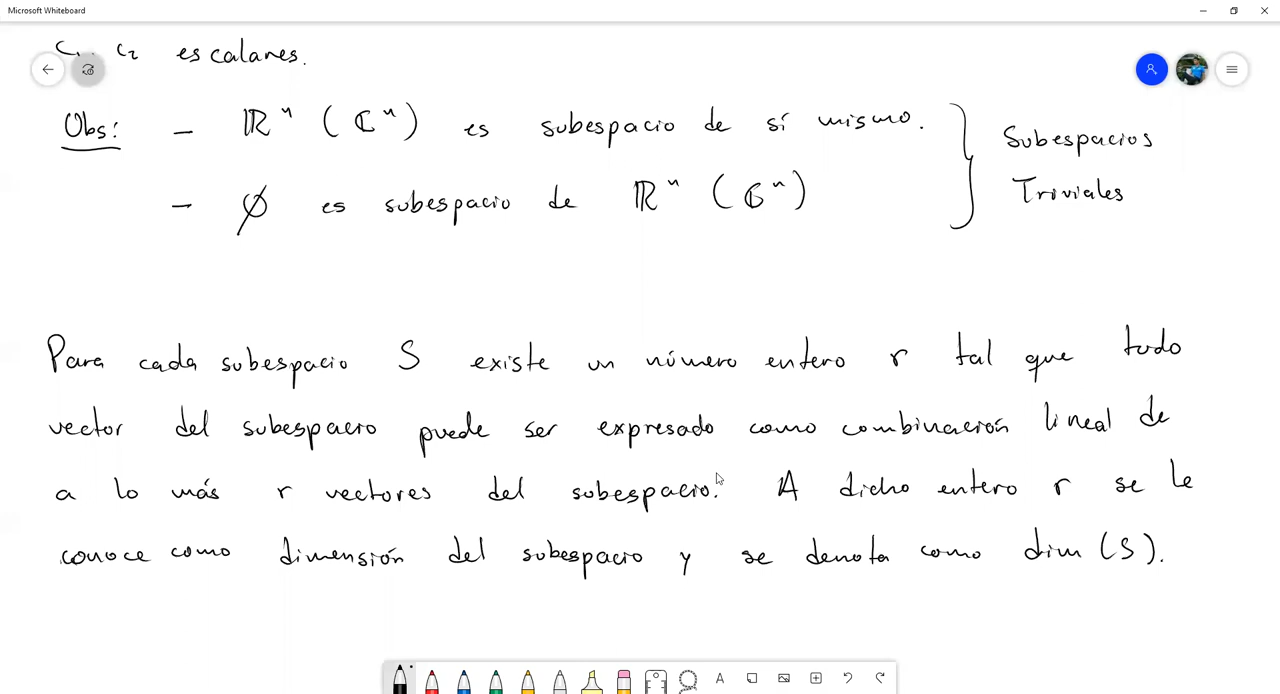 Microsoft Whiteboard
C₁, C₂ escalares.
Obs: – ℝⁿ (ℂⁿ) es subespacio de sí mismo.
– ∅ es subespacio de ℝⁿ (ℂⁿ)
Subespacios
Triviales
Para cada subespacio S existe un número entero r tal que todo
vector del subespacio puede ser expresado como combinación lineal de
a lo más r vectores del subespacio. A dicho entero r se le
conoce como dimensión del subespacio y se denota como dim (S).